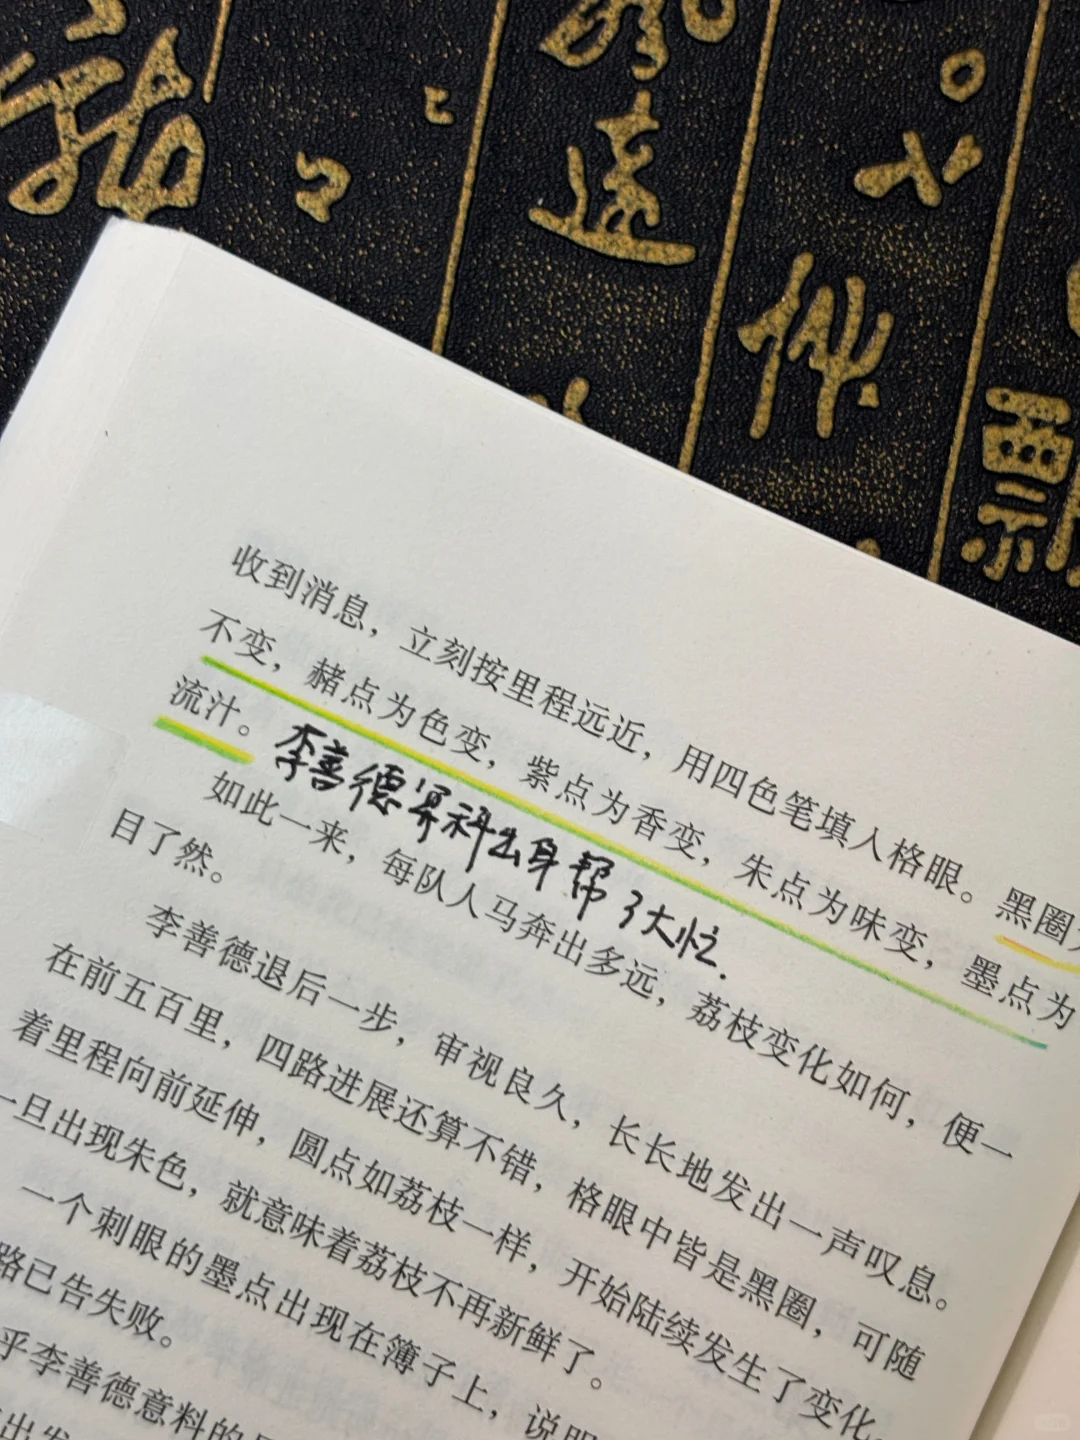 遠
飄
收到消息，立刻按里程远近，用四色笔填入格眼。黑圈为
不变，赭点为色变，紫点为香变，朱点为味变，墨点为
流汁。
李善德算科出身帮了大忙.
如此一来，每队人马奔出多远，荔枝变化如何，便一
目了然。
李善德退后一步，审视良久，长长地发出一声叹息。
在前五百里，四路进展还算不错，格眼中皆是黑圈，可随
着里程向前延伸，圆点如荔枝一样，开始陆续发生了变化。
一旦出现朱色，就意味着荔枝不再新鲜了。
一个刺眼的墨点出现在簿子上，说明
路已告失败。
乎李善德意料的是
出发